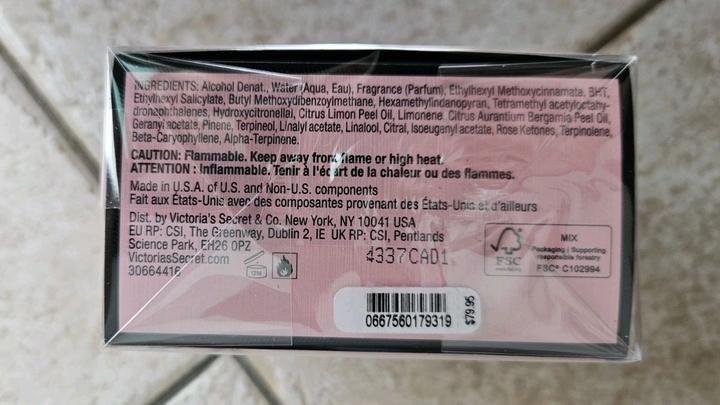 INGREDIENTS: Alcohol Denat., Water (Aqua, Eau), Fragrance (Parfum), Ethylhexyl Methoxycinnamate, BHT,
Ethylhexyl Salicylate, Butyl Methoxydibenzoylmethane, Hexamethylindanopyran, Tetramethyl acetyloctahy-
dronaphthalenes, Hydroxycitronellal, Citrus Limon Peel Oil, Limonene, Citrus Aurantium Bergamia Peel Oil,
Geranyl acetate, Pinene, Terpineol, Linalyl acetate, Linalool, Citral, Isoeugenyl acetate, Rose Ketones, Terpinolene,
Beta-Caryophyllene, Alpha-Terpinene.
CAUTION: Flammable. Keep away from flame or high heat.
ATTENTION : Inflammable. Tenir à l'écart de la chaleur ou des flammes.
Made in U.S.A. of U.S. and Non-U.S. components
Fait aux États-Unis avec des composantes provenant des États-Unis et d'ailleurs
Dist. by Victoria's Secret & Co. New York, NY 10041 USA
EU RP: CSI, The Greenway, Dublin 2, IE UK RP: CSI, Pentlands
Science Park, EH26 0PZ
VictoriasSecret.com
30664416
4337CAD1
FSC
MIX
Packaging | Supporting
responsible forestry
FSC® C102994
0667560179319
$79.95